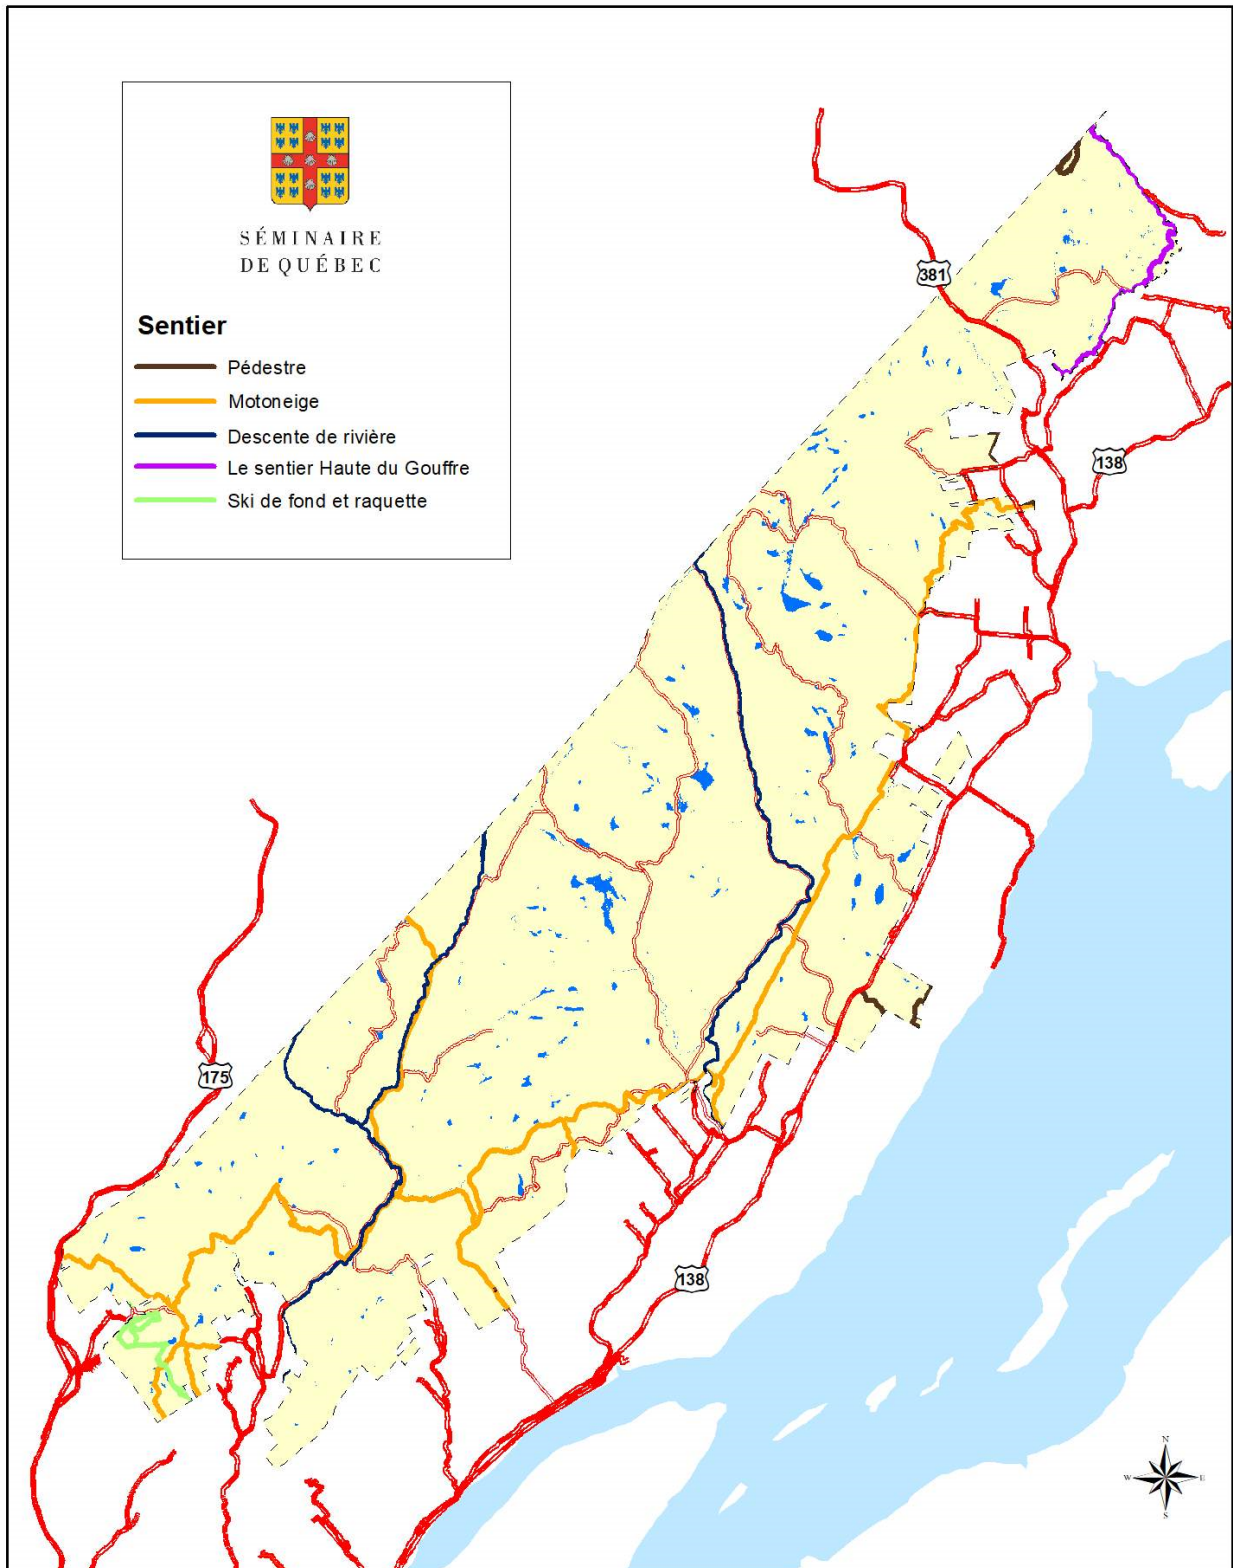 SÉMINAIRE
DE QUÉBEC
Sentier
Pédestre
Motoneige
Descente de rivière
Le sentier Haute du Gouffre
Ski de fond et raquette
381
138
175
138
N
W
E
S